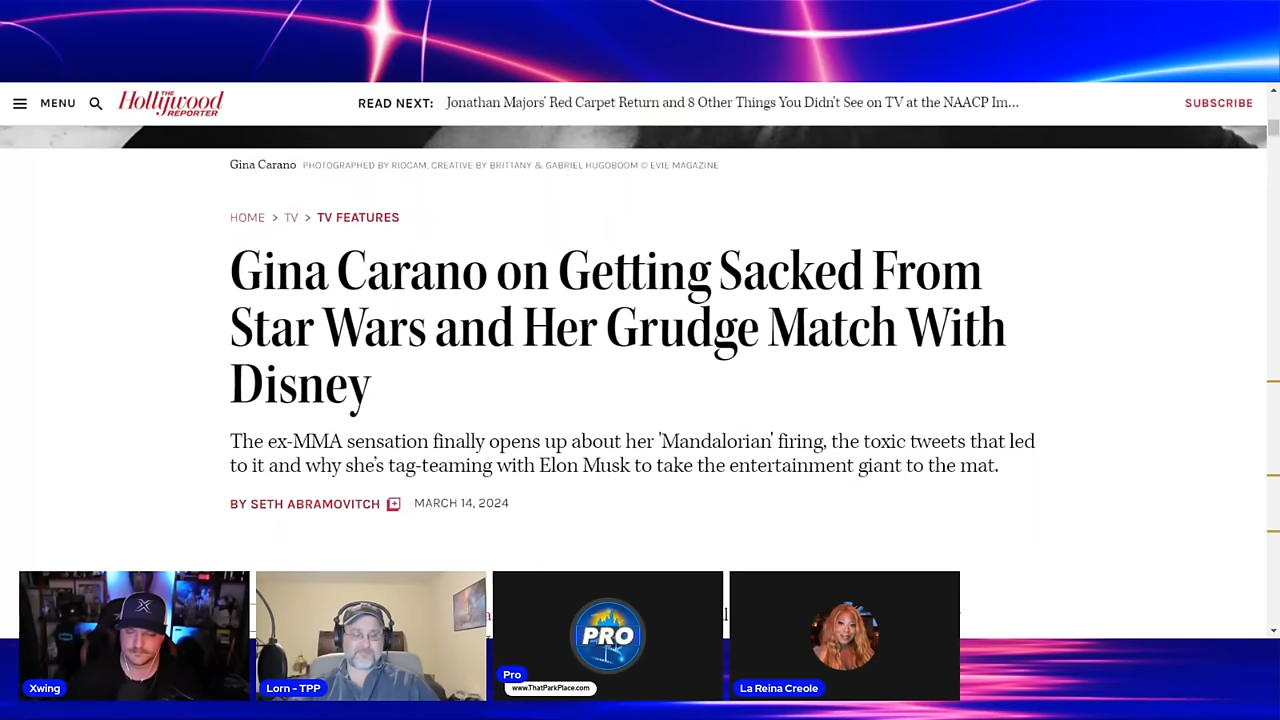 MENU
THE
Hollywood
REPORTER
READ NEXT: Jonathan Majors' Red Carpet Return and 8 Other Things You Didn't See on TV at the NAACP Im...
SUBSCRIBE
Gina Carano PHOTOGRAPHED BY RIOCAM, CREATIVE BY BRITTANY & GABRIEL HUGOBOOM © EVIE MAGAZINE
HOME > TV > TV FEATURES
Gina Carano on Getting Sacked From
Star Wars and Her Grudge Match With
Disney
The ex-MMA sensation finally opens up about her 'Mandalorian' firing, the toxic tweets that led
to it and why she's tag-teaming with Elon Musk to take the entertainment giant to the mat.
BY SETH ABRAMOVITCH MARCH 14, 2024
PRO
Xwing
Lorn - TPP
Pro
www.ThatParkPlace.com
La Reina Creole